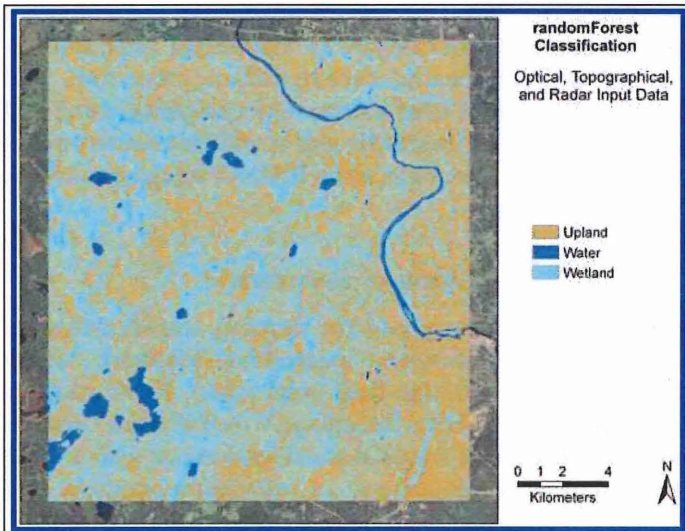 randomForest
Classification
Optical, Topographical,
and Radar Input Data
Upland
Water
Wetland
0 1 2 4
Kilometers
N